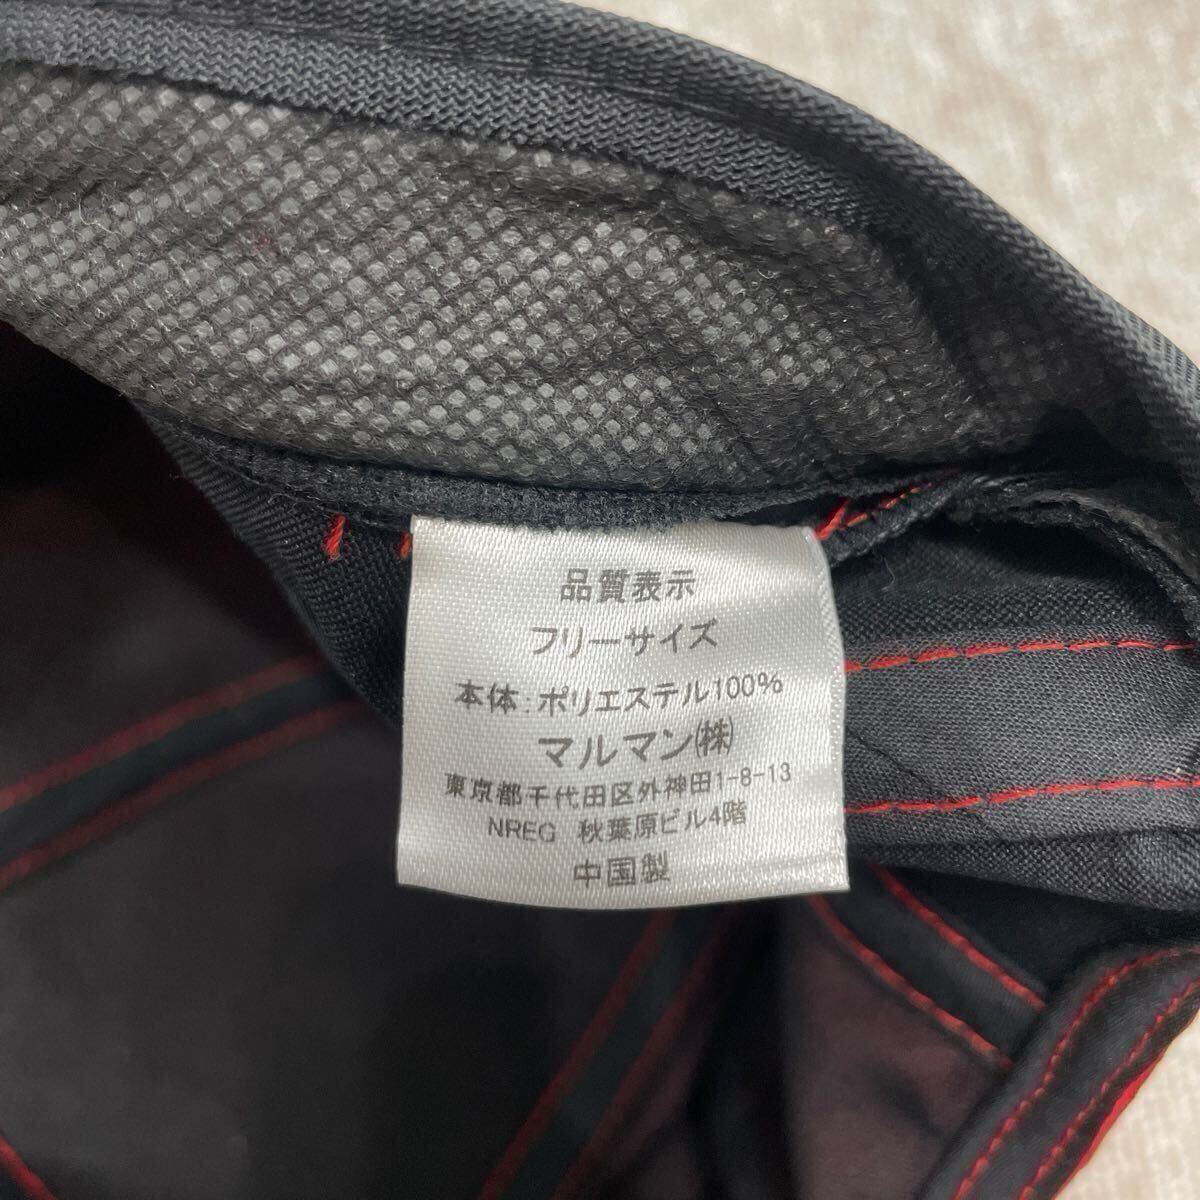 品質表示
フリーサイズ
本体:ポリエステル100%
マルマン㈱
東京都千代田区外神田1-8-13
NREG 秋葉原ビル4階
中国製